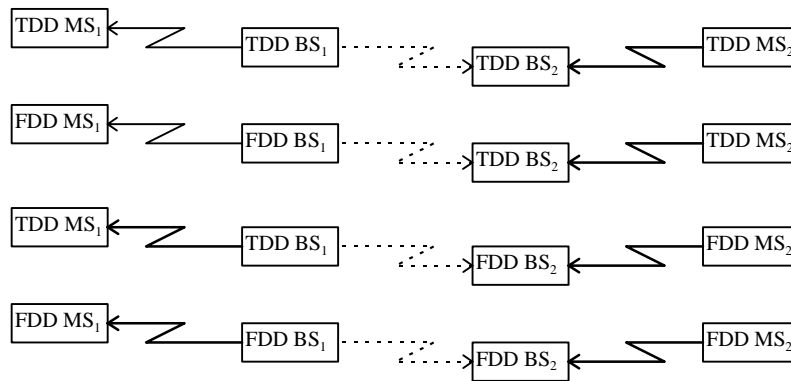 TDD MS₁ TDD BS₁ TDD BS₂ TDD MS₂
FDD MS₁ FDD BS₁ TDD BS₂ TDD MS₂
TDD MS₁ TDD BS₁ FDD BS₂ FDD MS₂
FDD MS₁ FDD BS₁ FDD BS₂ FDD MS₂